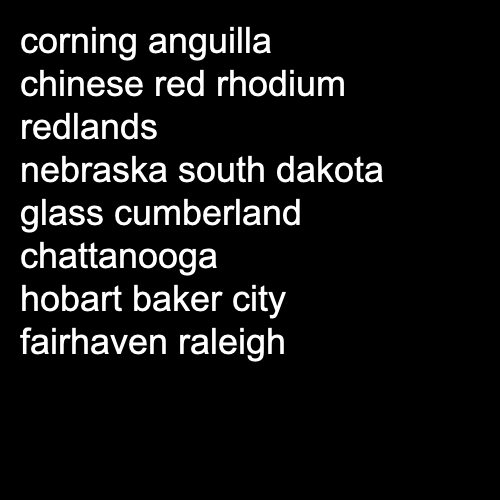 corning anguilla
chinese red rhodium
redlands
nebraska south dakota
glass cumberland
chattanooga
hobart baker city
fairhaven raleigh